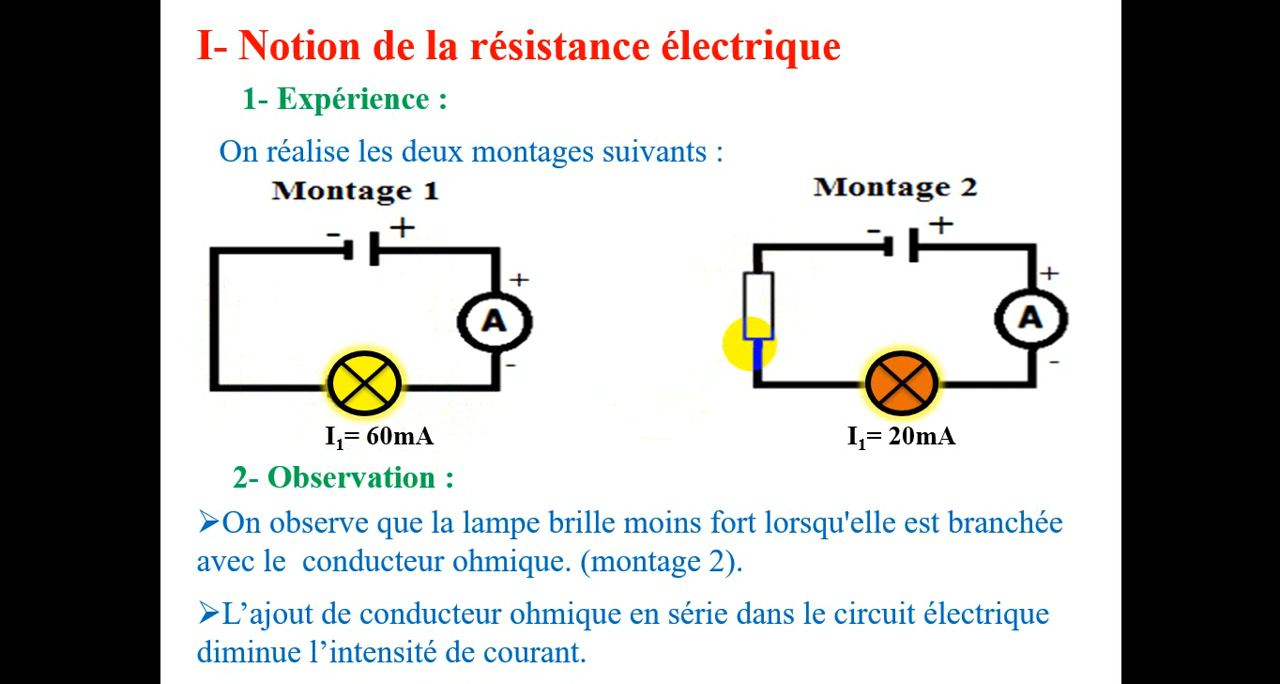 I- Notion de la résistance électrique
1- Expérience :
On réalise les deux montages suivants :
Montage 1
Montage 2
- +
- +
+
+
A
A
-
-
I₁= 60mA
I₁= 20mA
2- Observation :
➢On observe que la lampe brille moins fort lorsqu'elle est branchée
avec le conducteur ohmique. (montage 2).
➢L’ajout de conducteur ohmique en série dans le circuit électrique
diminue l’intensité de courant.